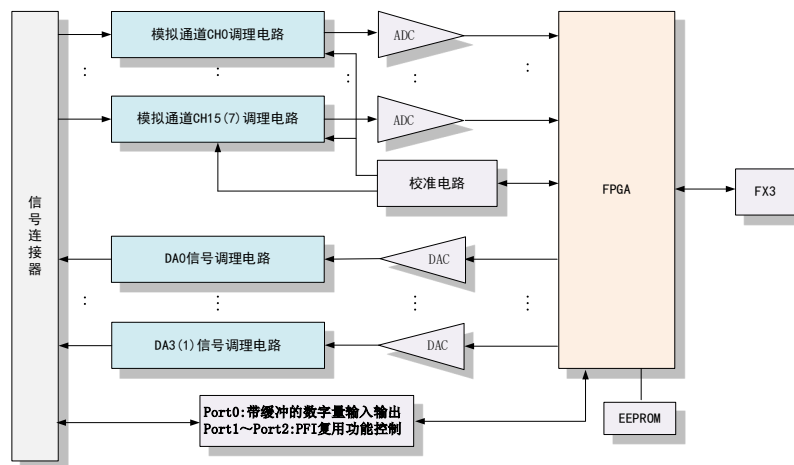 模拟通道CH0调理电路
ADC
模拟通道CH15(7)调理电路
ADC
校准电路
信号连接器
FPGA
FX3
DA0信号调理电路
DAC
DA3(1)信号调理电路
DAC
Port0:带缓冲的数字量输入输出
Port1～Port2:PFI复用功能控制
EEPROM